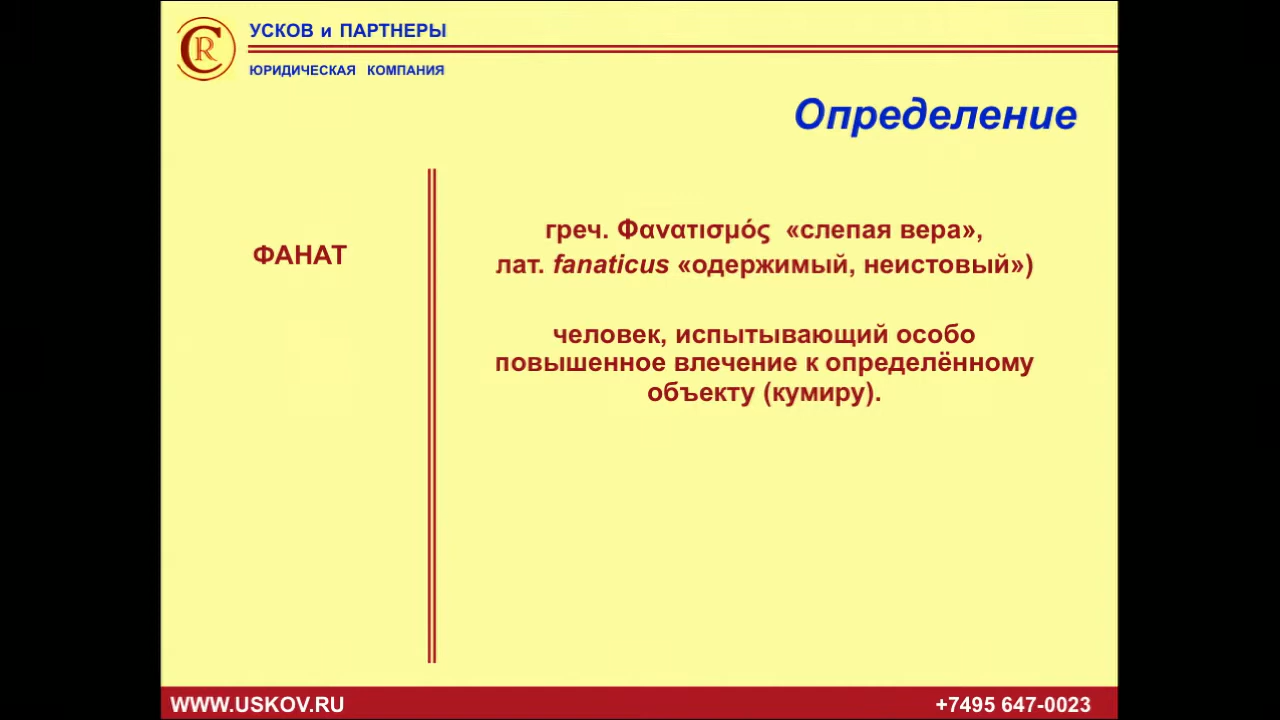 УСКОВ и ПАРТНЕРЫ
ЮРИДИЧЕСКАЯ КОМПАНИЯ
Определение
ФАНАТ
греч. Φανατισμός «слепая вера»,
лат. fanaticus «одержимый, неистовый»)
человек, испытывающий особо
повышенное влечение к определённому
объекту (кумиру).
WWW.USKOV.RU
+7495 647-0023